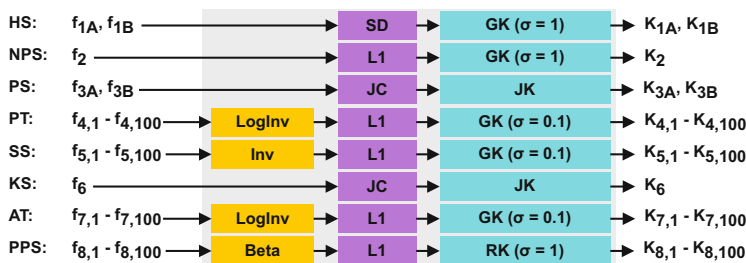 HS: f1A, f1B SD GK (σ = 1) K1A, K1B
NPS: f2 L1 GK (σ = 1) K2
PS: f3A, f3B JC JK K3A, K3B
PT: f4,1 - f4,100 LogInv L1 GK (σ = 0.1) K4,1 - K4,100
SS: f5,1 - f5,100 Inv L1 GK (σ = 0.1) K5,1 - K5,100
KS: f6 JC JK K6
AT: f7,1 - f7,100 LogInv L1 GK (σ = 0.1) K7,1 - K7,100
PPS: f8,1 - f8,100 Beta L1 RK (σ = 1) K8,1 - K8,100